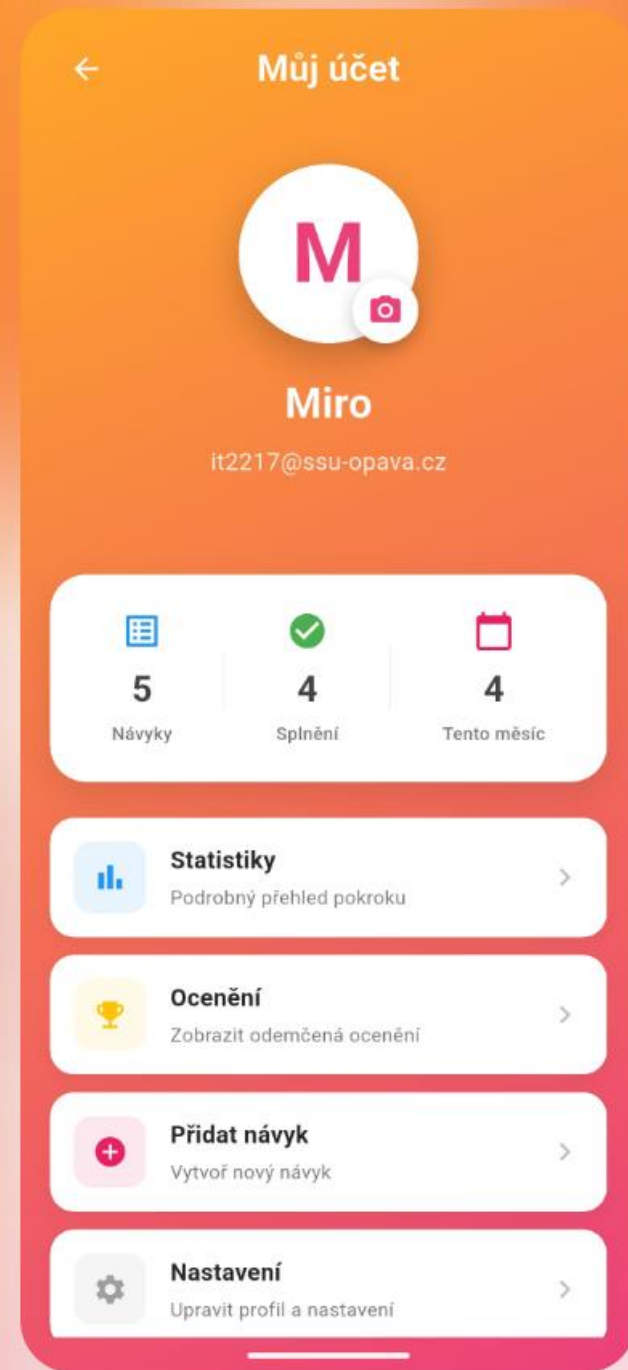 Můj účet
M
Miro
it2217@ssu-opava.cz
5 4 4
Návyky Splnění Tento měsíc
Statistiky
Podrobný přehled pokroku
Ocenění
Zobrazit odemčená ocenění
Přidat návyk
Vytvoř nový návyk
Nastavení
Upravit profil a nastavení